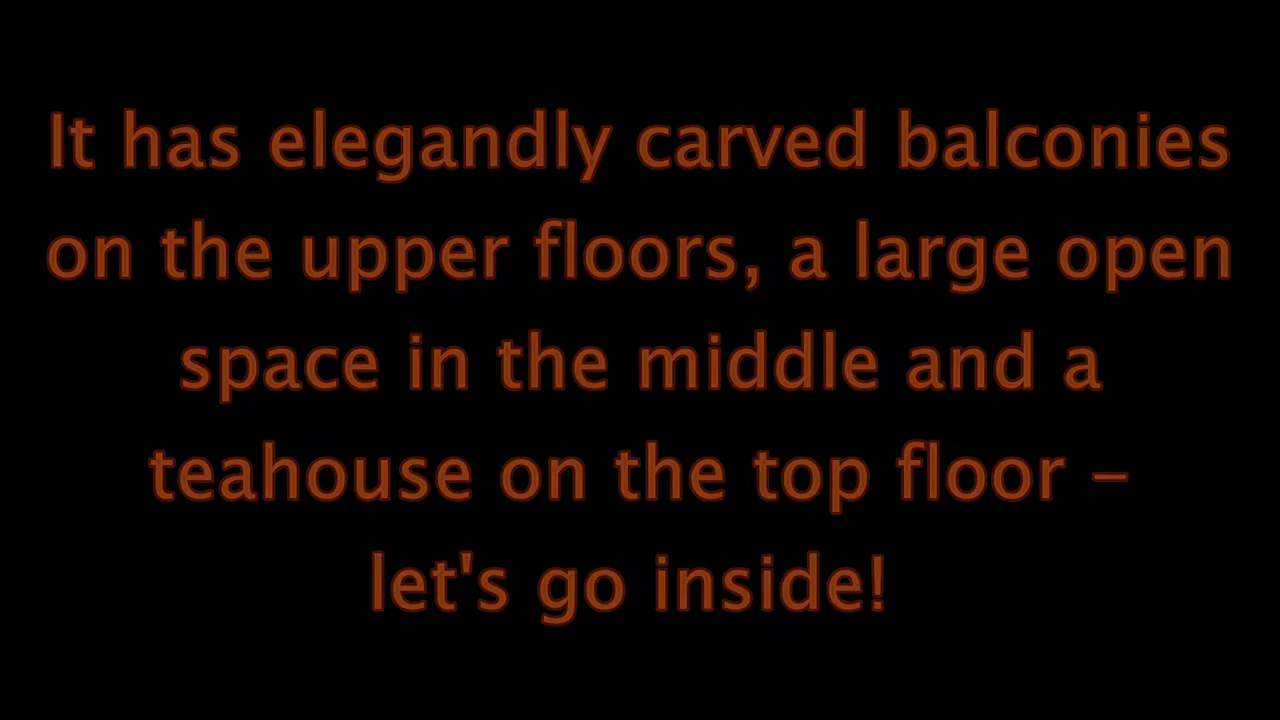 It has elegandly carved balconies
on the upper floors, a large open
space in the middle and a
teahouse on the top floor –
let's go inside!